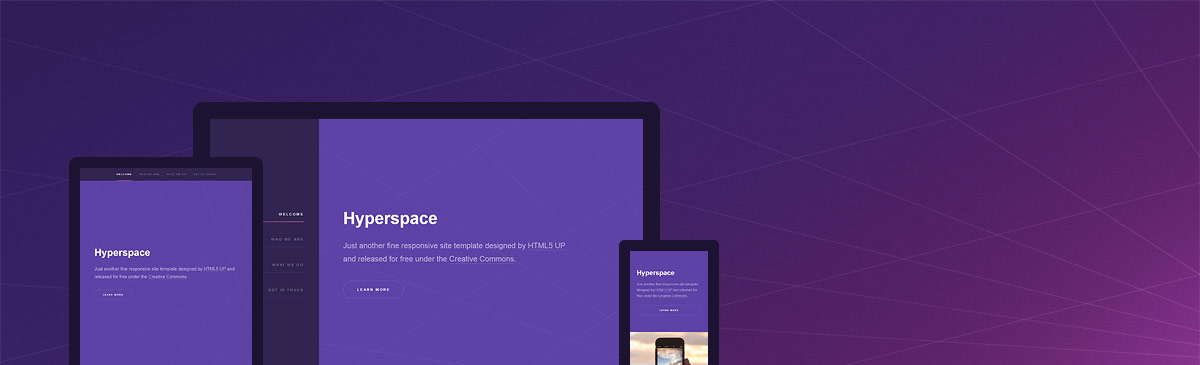 WELCOME WHO WE ARE WHAT WE DO GET IN TOUCH
Hyperspace
Just another fine responsive site template designed by HTML5 UP and
released for free under the Creative Commons.
LEARN MORE
WELCOME
WHO WE ARE
WHAT WE DO
GET IN TOUCH
Hyperspace
Just another fine responsive site template designed by HTML5 UP
and released for free under the Creative Commons.
LEARN MORE
Hyperspace
Just another fine responsive site template
designed by HTML5 UP and released for
free under the Creative Commons.
LEARN MORE